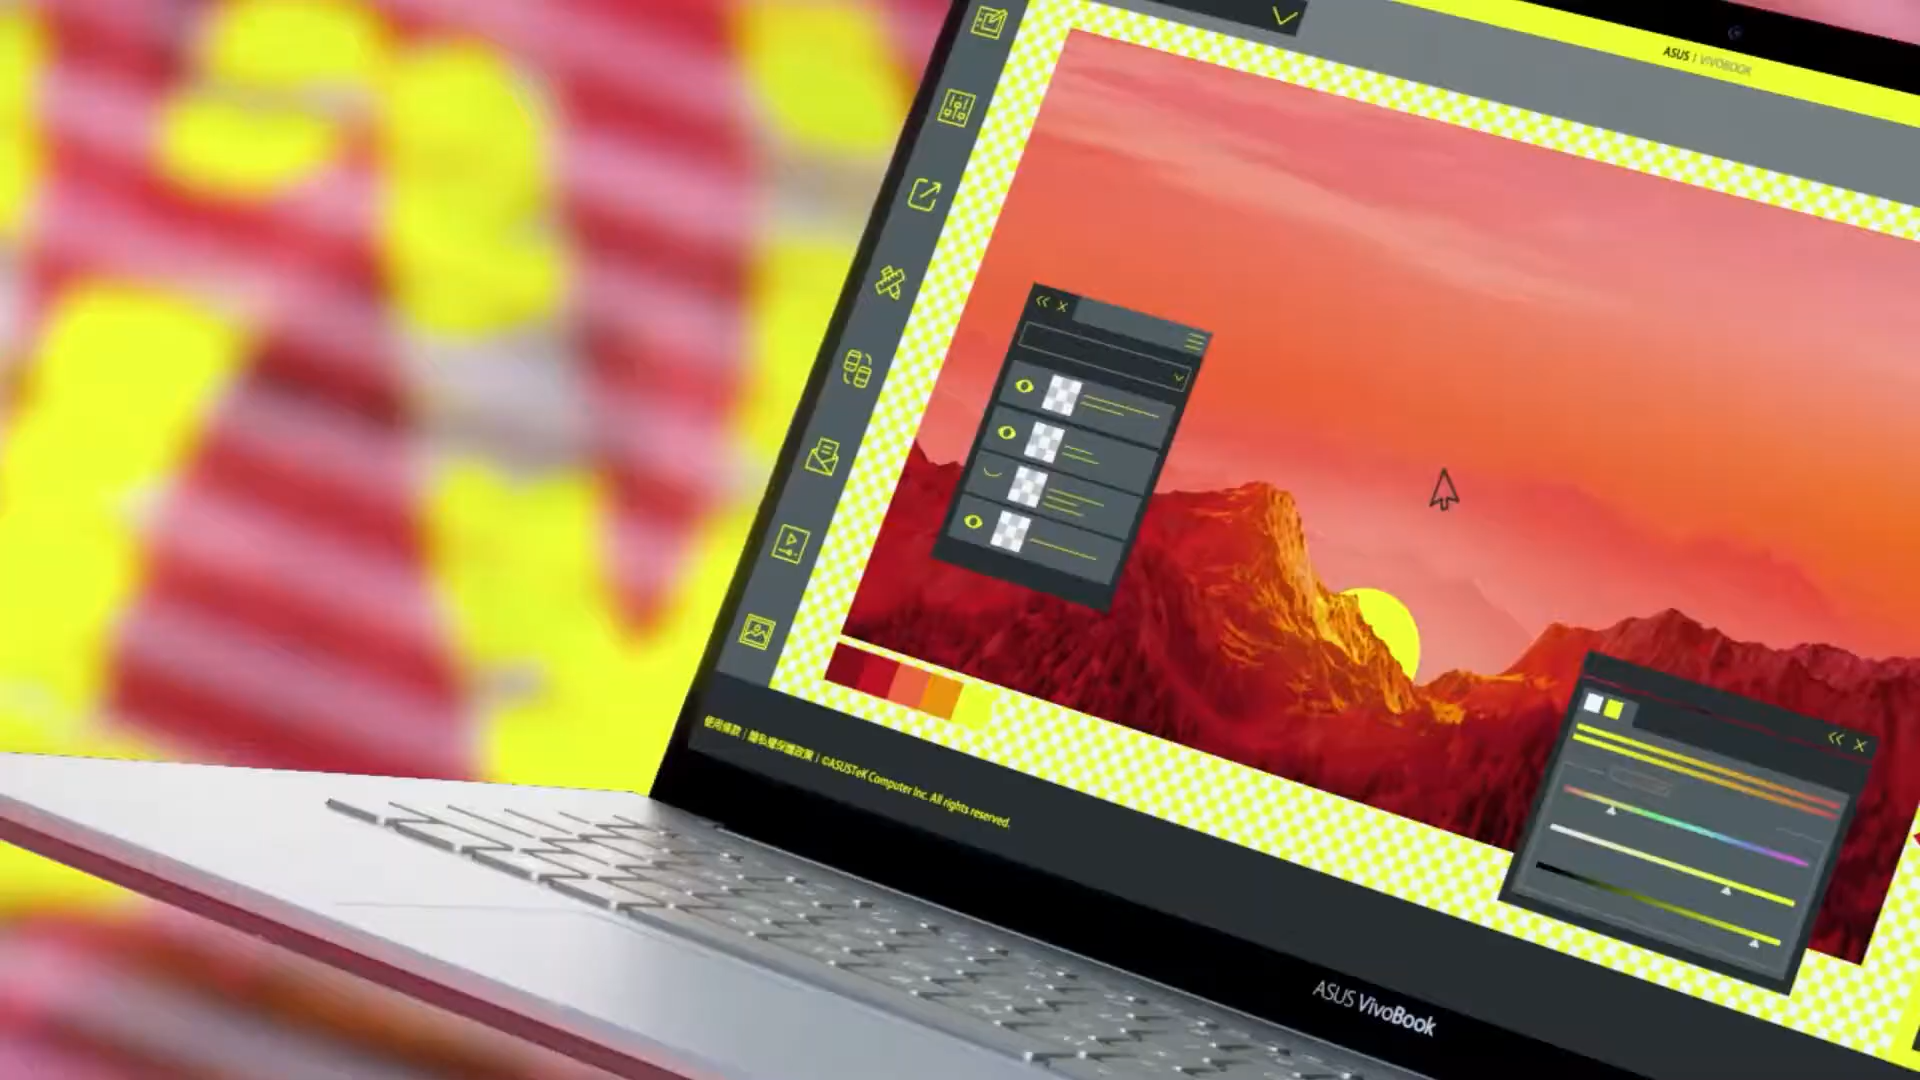 ASUS | VIVOBOOK
使用條款 | 隱私權保護政策 | ©ASUSTeK Computer Inc. All rights reserved.
ASUS VivoBook